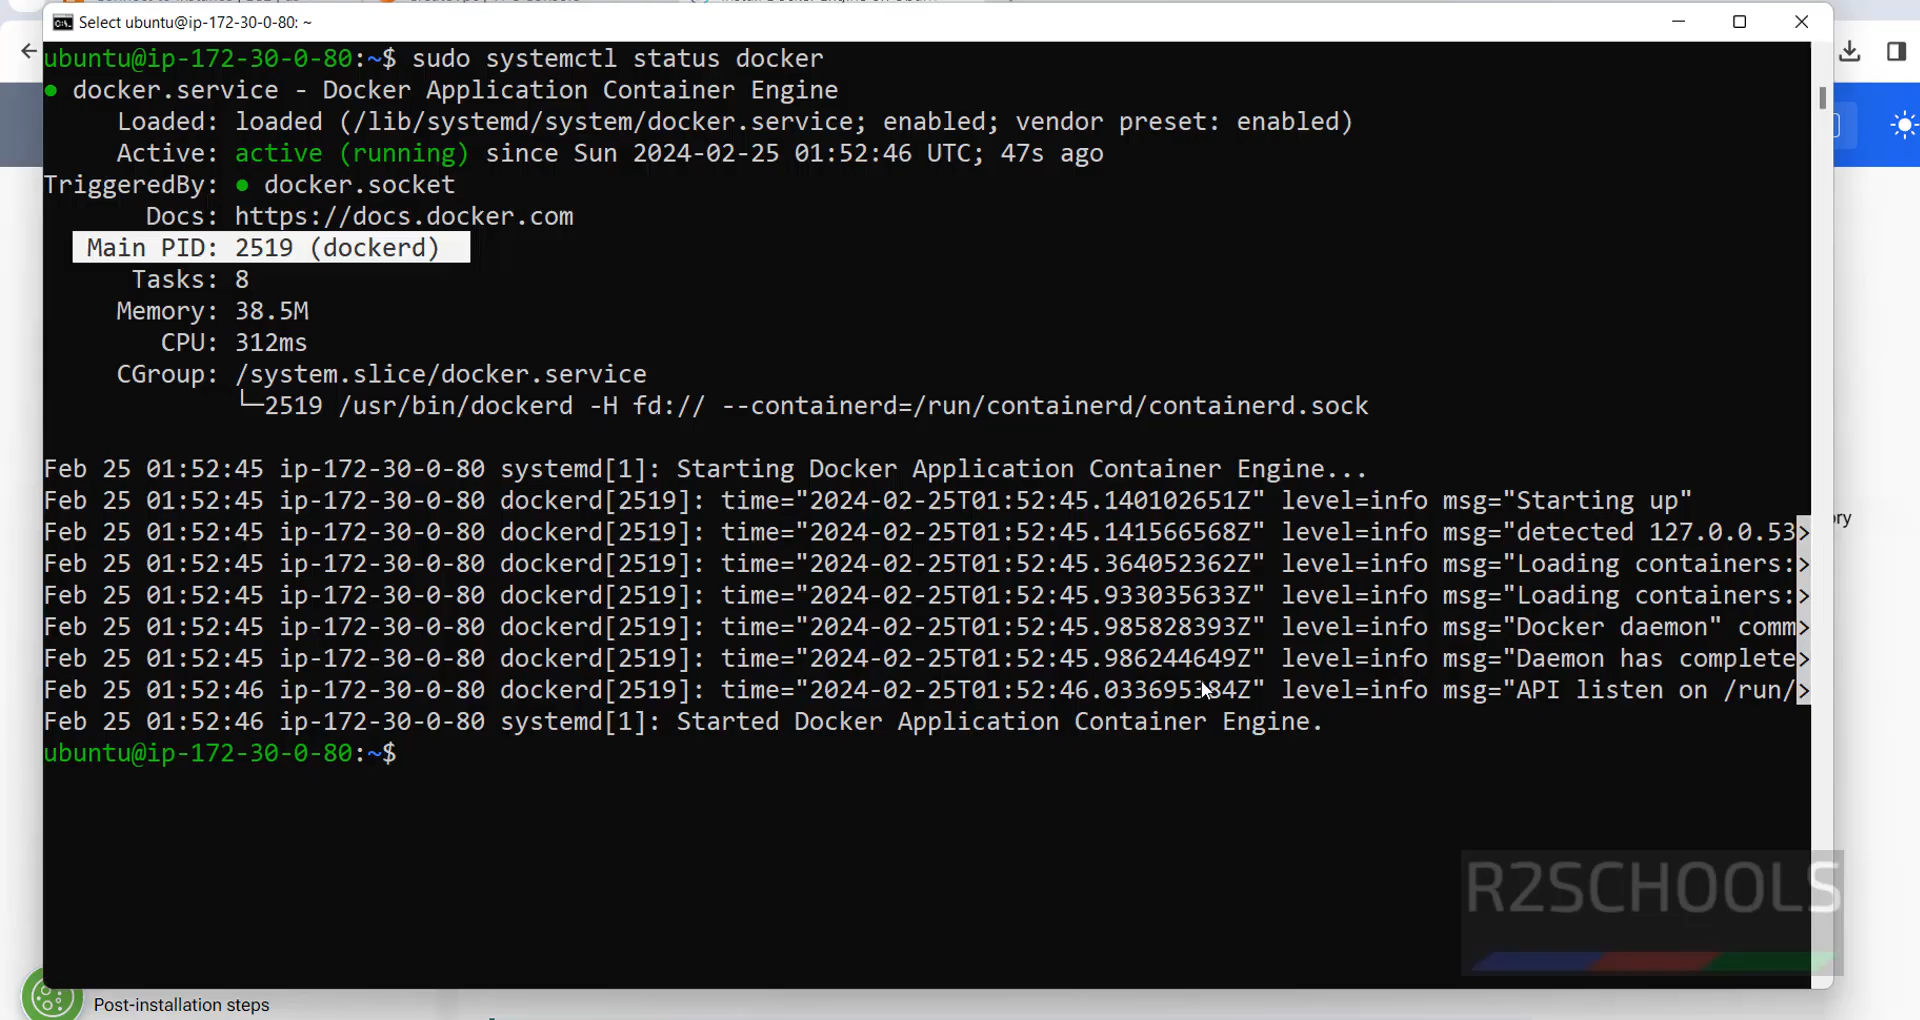 Select ubuntu@ip-172-30-0-80: ~
ubuntu@ip-172-30-0-80:~$ sudo systemctl status docker
● docker.service - Docker Application Container Engine
Loaded: loaded (/lib/systemd/system/docker.service; enabled; vendor preset: enabled)
Active: active (running) since Sun 2024-02-25 01:52:46 UTC; 47s ago
TriggeredBy: ● docker.socket
Docs: https://docs.docker.com
Main PID: 2519 (dockerd)
Tasks: 8
Memory: 38.5M
CPU: 312ms
CGroup: /system.slice/docker.service
└─2519 /usr/bin/dockerd -H fd:// --containerd=/run/containerd/containerd.sock
Feb 25 01:52:45 ip-172-30-0-80 systemd[1]: Starting Docker Application Container Engine...
Feb 25 01:52:45 ip-172-30-0-80 dockerd[2519]: time="2024-02-25T01:52:45.140102651Z" level=info msg="Starting up"
Feb 25 01:52:45 ip-172-30-0-80 dockerd[2519]: time="2024-02-25T01:52:45.141566568Z" level=info msg="detected 127.0.0.53>
Feb 25 01:52:45 ip-172-30-0-80 dockerd[2519]: time="2024-02-25T01:52:45.364052362Z" level=info msg="Loading containers:>
Feb 25 01:52:45 ip-172-30-0-80 dockerd[2519]: time="2024-02-25T01:52:45.933035633Z" level=info msg="Loading containers:>
Feb 25 01:52:45 ip-172-30-0-80 dockerd[2519]: time="2024-02-25T01:52:45.985828393Z" level=info msg="Docker daemon" comm>
Feb 25 01:52:45 ip-172-30-0-80 dockerd[2519]: time="2024-02-25T01:52:45.986244649Z" level=info msg="Daemon has complete>
Feb 25 01:52:46 ip-172-30-0-80 dockerd[2519]: level=info msg="API listen on /run/>
Feb 25 01:52:46 ip-172-30-0-80 systemd[1]: Started Docker Application Container Engine.
ubuntu@ip-172-30-0-80:~$
ry
R2SCHOOLS
Post-installation steps